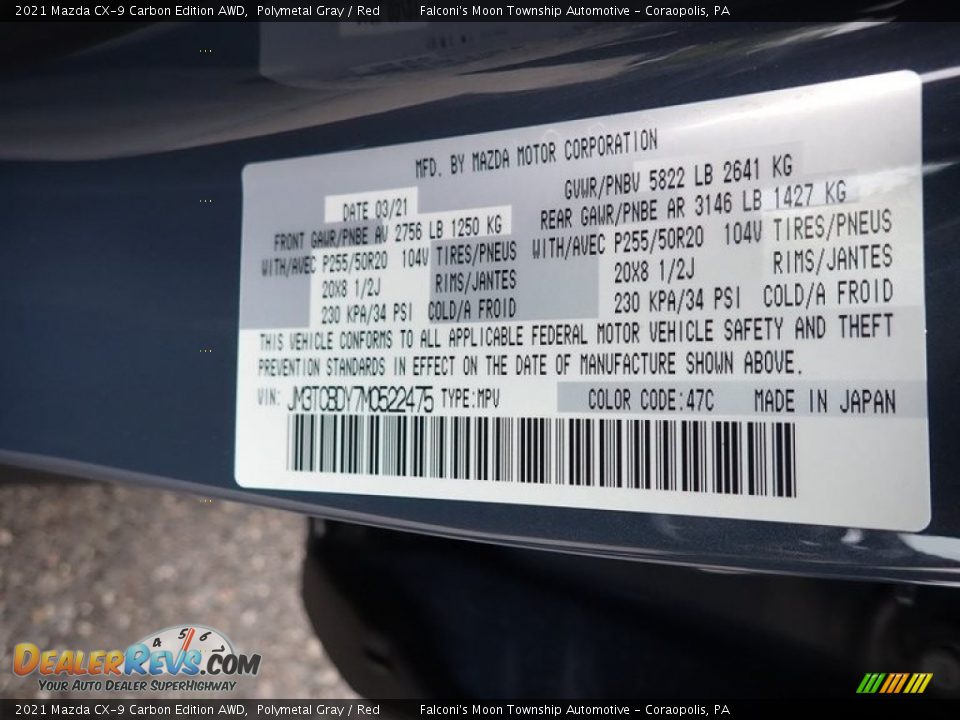 2021 Mazda CX-9 Carbon Edition AWD, Polymetal Gray / Red Falconi's Moon Township Automotive - Coraopolis, PA
MFD. BY MAZDA MOTOR CORPORATION
DATE 03/21 GVWR/PNBV 5822 LB 2641 KG
FRONT GAWR/PNBE AV 2756 LB 1250 KG REAR GAWR/PNBE AR 3146 LB 1427 KG
WITH/AVEC P255/50R20 104V TIRES/PNEUS WITH/AVEC P255/50R20 104V TIRES/PNEUS
20X8 1/2J RIMS/JANTES 20X8 1/2J RIMS/JANTES
230 KPA/34 PSI COLD/A FROID 230 KPA/34 PSI COLD/A FROID
THIS VEHICLE CONFORMS TO ALL APPLICABLE FEDERAL MOTOR VEHICLE SAFETY AND THEFT
PREVENTION STANDARDS IN EFFECT ON THE DATE OF MANUFACTURE SHOWN ABOVE.
VIN: JM3TCBDY7M0522475 TYPE:MPV COLOR CODE:47C MADE IN JAPAN
4 5 6
DEALERREVS.COM
YOUR AUTO DEALER SUPERHIGHWAY
2021 Mazda CX-9 Carbon Edition AWD, Polymetal Gray / Red Falconi's Moon Township Automotive - Coraopolis, PA